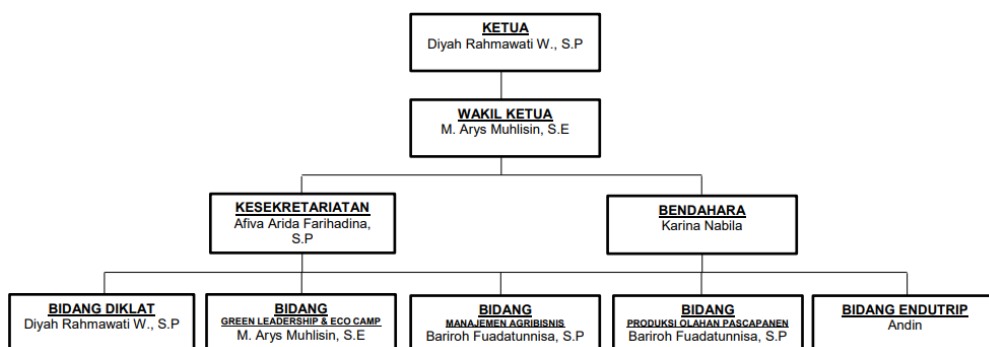 KETUA
Diyah Rahmawati W., S.P
WAKIL KETUA
M. Arys Muhlisin, S.E
KESEKRETARIATAN
Afiva Arida Farihadina,
S.P
BENDAHARA
Karina Nabila
BIDANG DIKLAT
Diyah Rahmawati W., S.P
BIDANG
GREEN LEADERSHIP & ECO CAMP
M. Arys Muhlisin, S.E
BIDANG
MANAJEMEN AGRIBISNIS
Bariroh Fuadatunnisa, S.P
BIDANG
PRODUKSI OLAHAN PASCAPANEN
Bariroh Fuadatunnisa, S.P
BIDANG ENDUTRIP
Andin